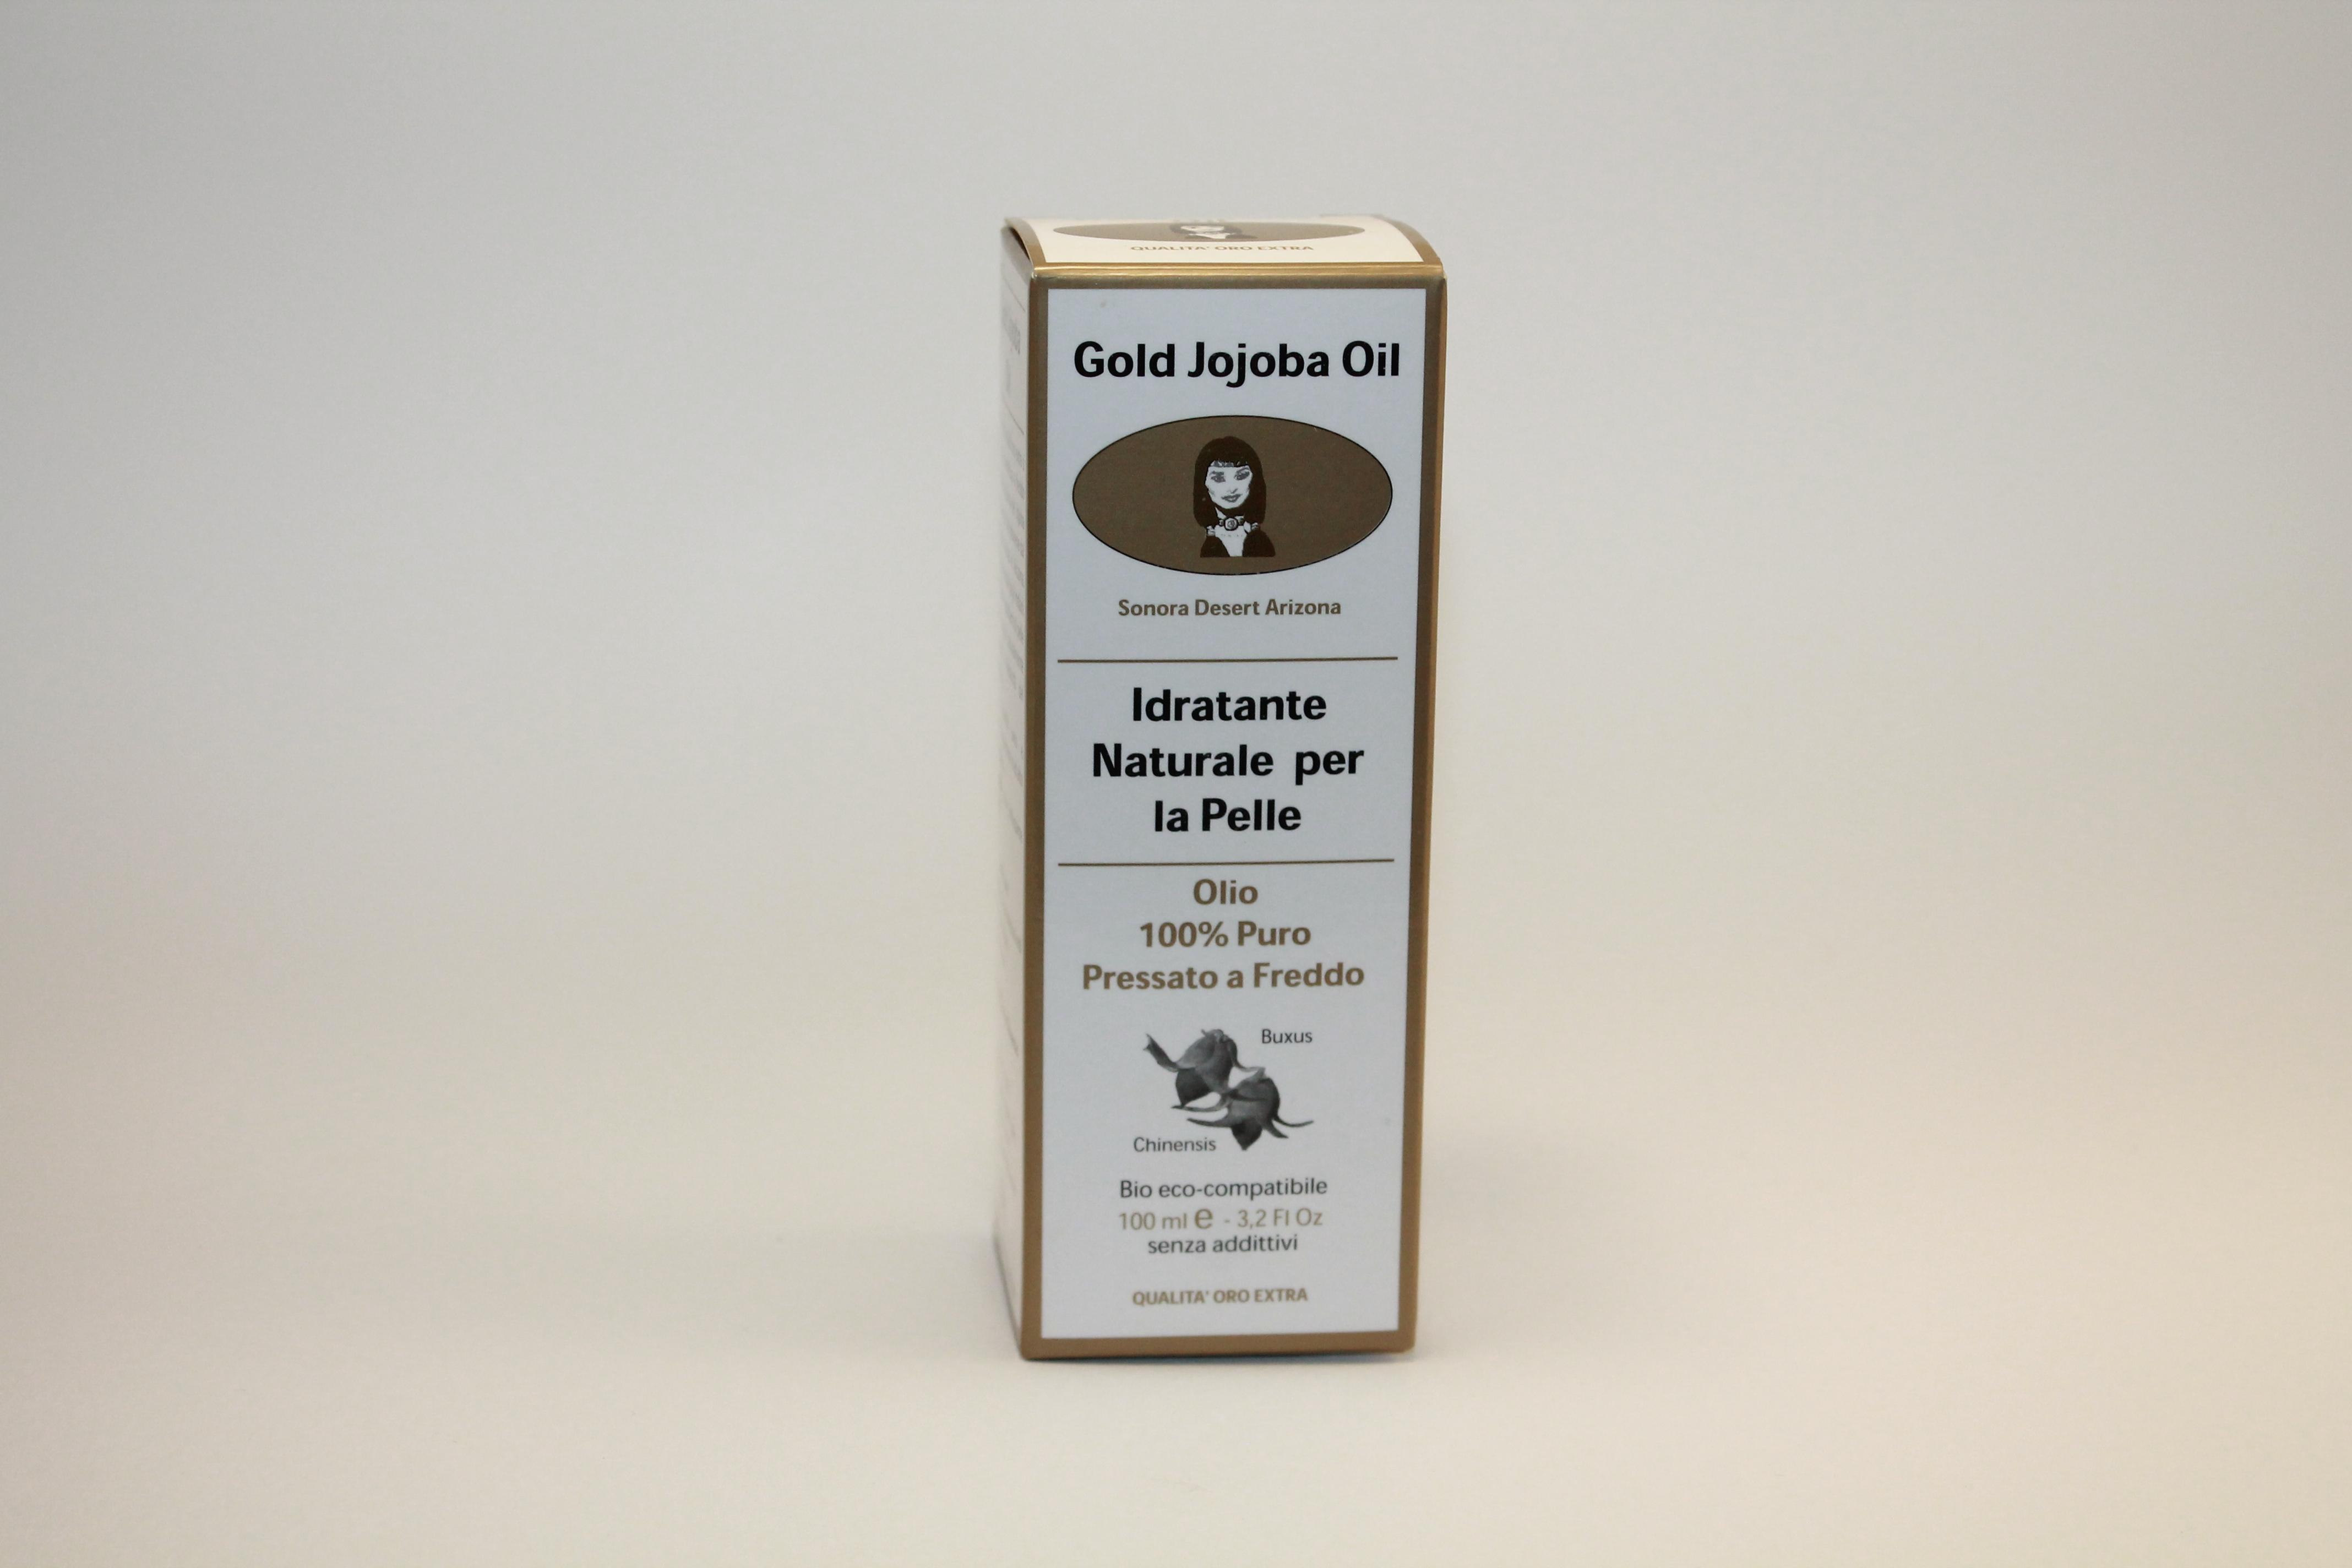 QUALITA' ORO EXTRA
Gold Jojoba Oil
Sonora Desert Arizona
Idratante
Naturale per
la Pelle
Olio
100% Puro
Pressato a Freddo
Buxus
Chinensis
Bio eco-compatibile
100 ml e - 3,2 Fl Oz
senza addittivi
QUALITA' ORO EXTRA